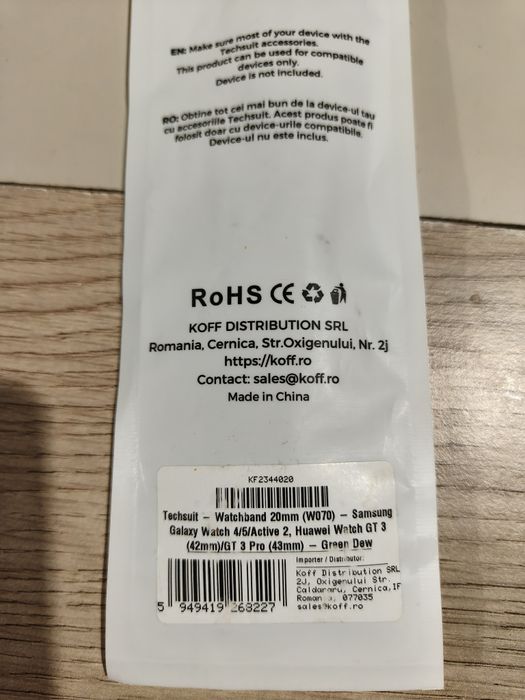 EN: Make sure most of your device with the
Techsuit accessories.
This product can be used for compatible
devices only.
Device is not included.
RO: Obtine tot cel mai bun de la device-ul tau
cu accesoriile Techsuit. Acest produs poate fi
folosit doar cu device-urile compatibile.
Device-ul nu este inclus.
RoHS CE
KOFF DISTRIBUTION SRL
Romania, Cernica, Str.Oxigenului, Nr. 2j
https://koff.ro
Contact: sales@koff.ro
Made in China
KF2344020
Techsuit – Watchband 20mm (W070) – Samsung
Galaxy Watch 4/5/Active 2, Huawei Watch GT 3
(42mm)/GT 3 Pro (43mm) – Green Dew
Importer / Distributor:
Koff Distribution SRL
2J, Oxigenului Str.
Caldararu, Cernica,IF
Romania, 077035
sales@koff.ro
5 949419 268227